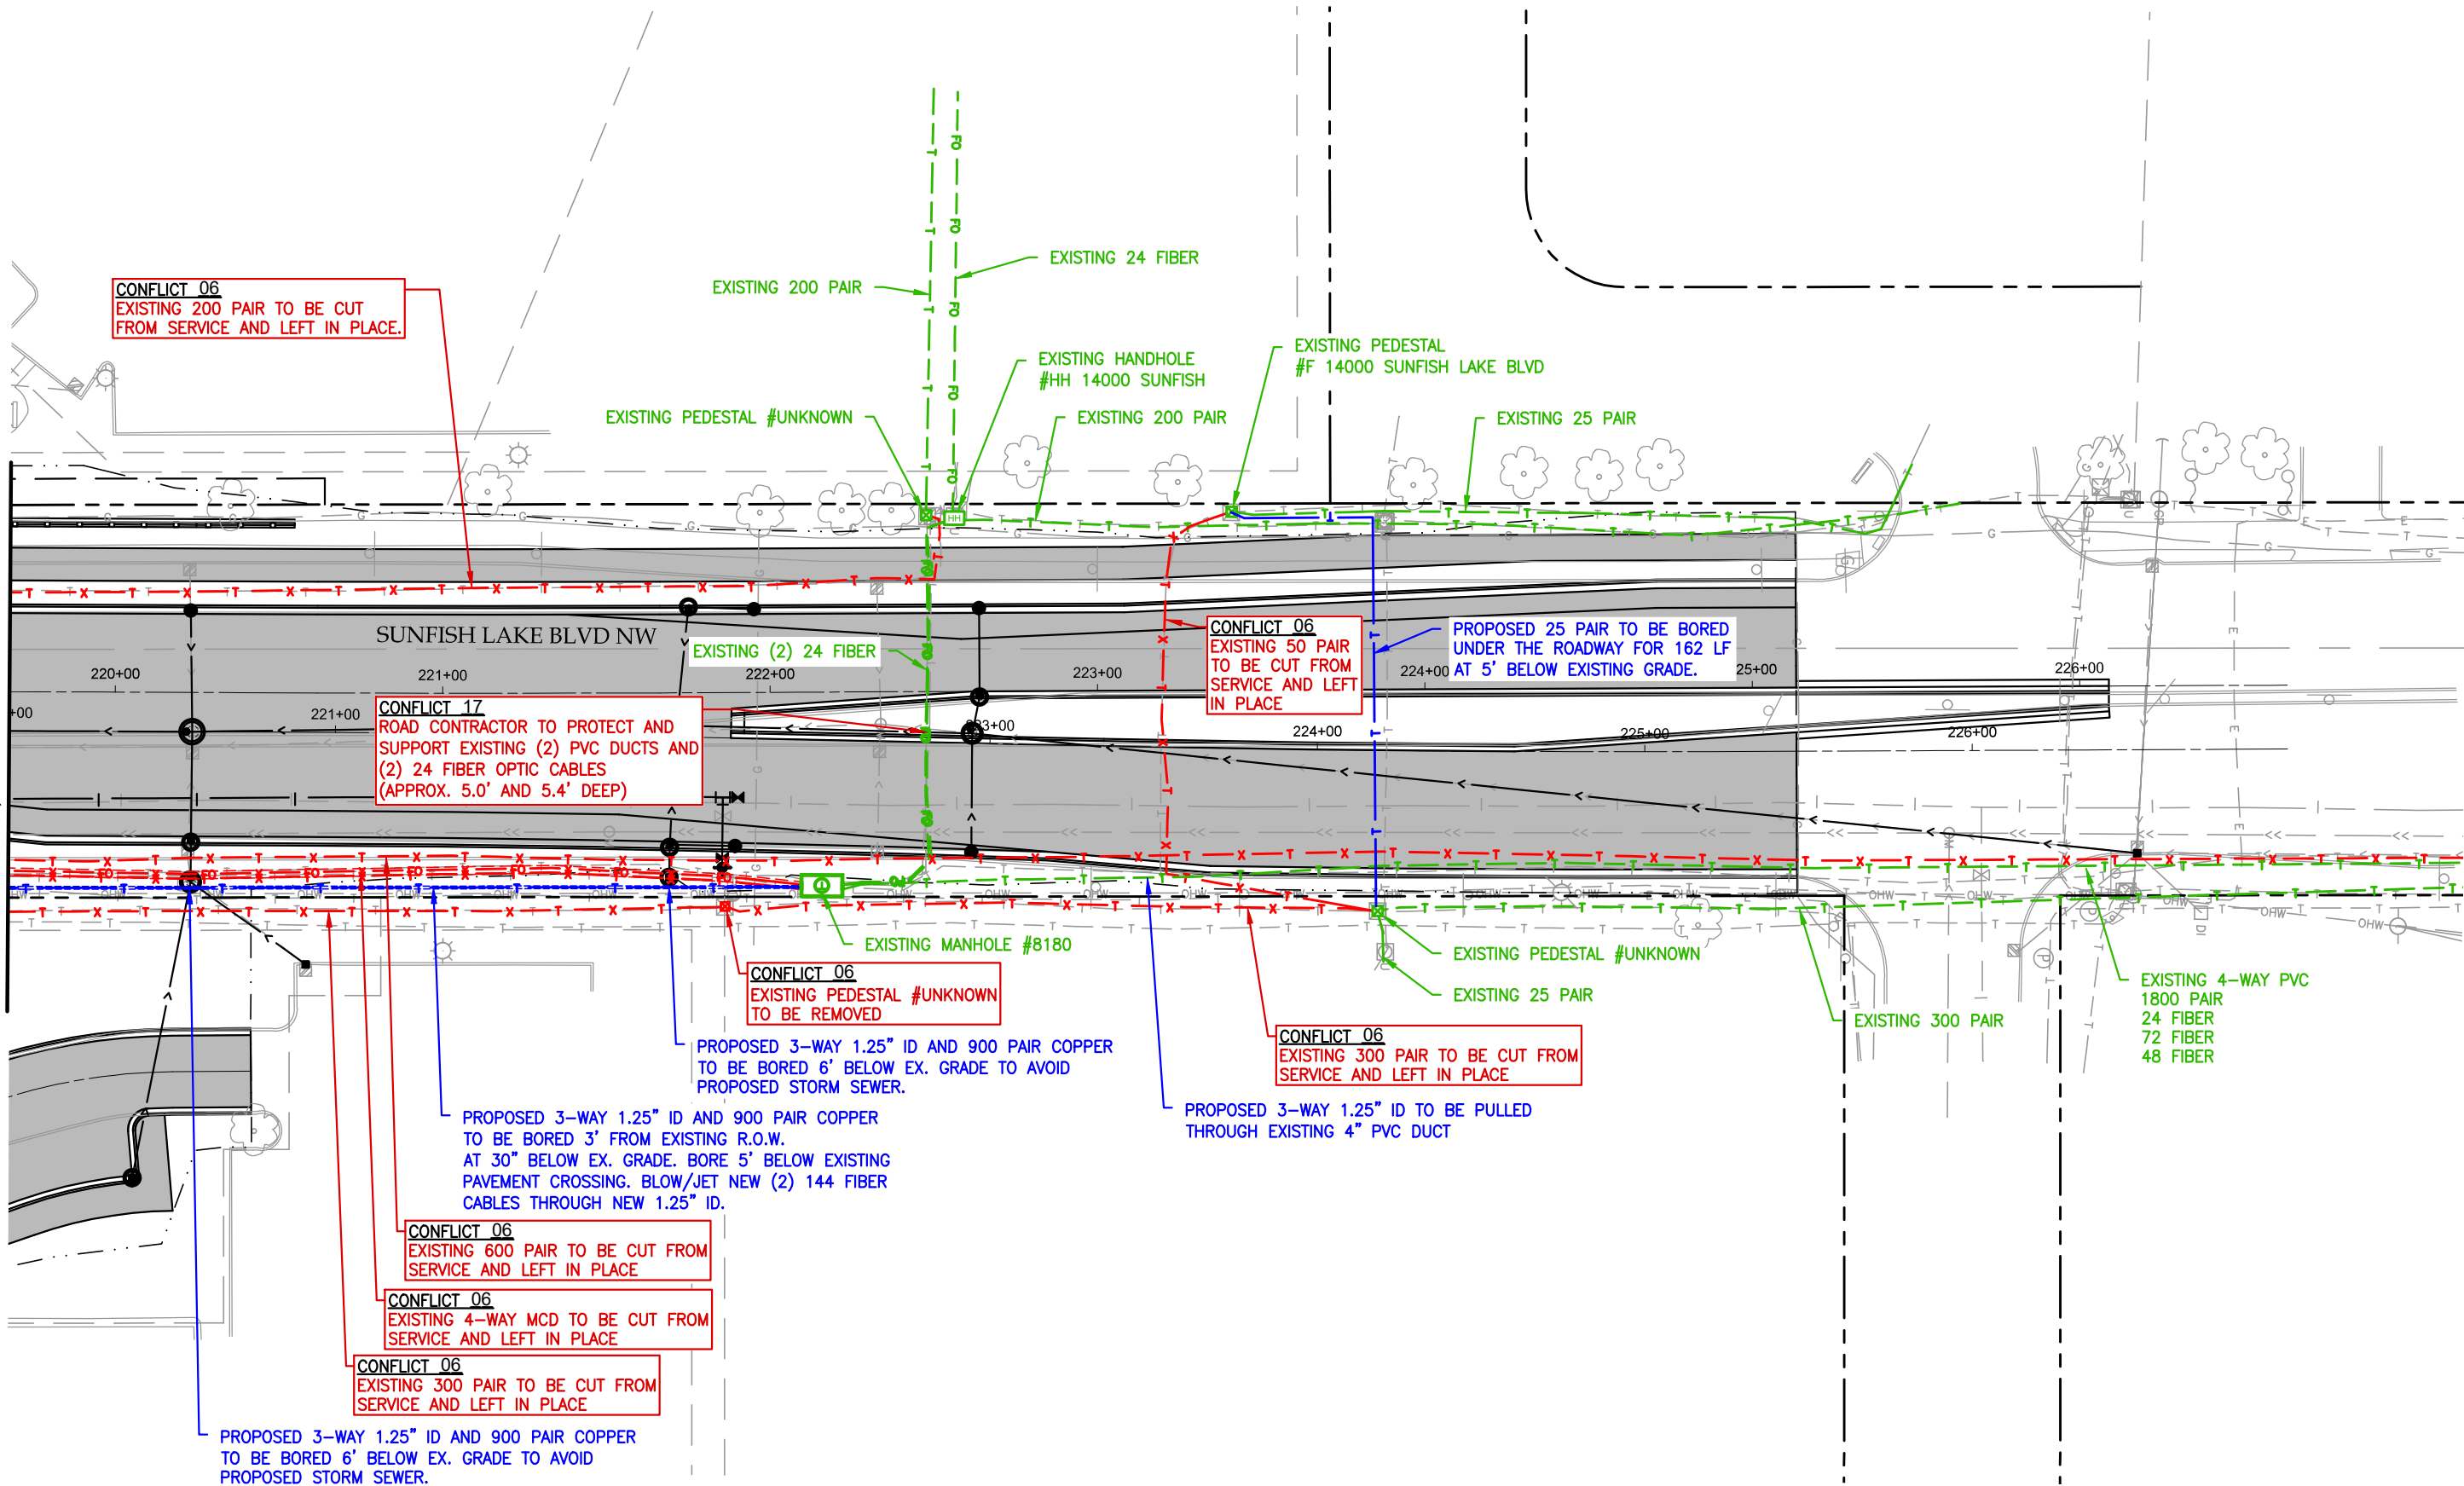 EXISTING 24 FIBER
EXISTING 200 PAIR
CONFLICT 06
EXISTING 200 PAIR TO BE CUT
FROM SERVICE AND LEFT IN PLACE.
EXISTING HANDHOLE
#HH 14000 SUNFISH
EXISTING PEDESTAL
#F 14000 SUNFISH LAKE BLVD
EXISTING PEDESTAL #UNKNOWN
EXISTING 200 PAIR
EXISTING 25 PAIR
HH
SUNFISH LAKE BLVD NW
EXISTING (2) 24 FIBER
CONFLICT 06
EXISTING 50 PAIR
TO BE CUT FROM
SERVICE AND LEFT
IN PLACE
PROPOSED 25 PAIR TO BE BORED
UNDER THE ROADWAY FOR 162 LF
AT 5' BELOW EXISTING GRADE.
220+00
221+00
222+00
223+00
224+00
25+00
226+00
+00
221+00
223+00
224+00
225+00
226+00
CONFLICT 17
ROAD CONTRACTOR TO PROTECT AND
SUPPORT EXISTING (2) PVC DUCTS AND
(2) 24 FIBER OPTIC CABLES
(APPROX. 5.0' AND 5.4' DEEP)
EXISTING MANHOLE #8180
CONFLICT 06
EXISTING PEDESTAL #UNKNOWN
TO BE REMOVED
EXISTING PEDESTAL #UNKNOWN
EXISTING 25 PAIR
EXISTING 300 PAIR
EXISTING 4-WAY PVC
1800 PAIR
24 FIBER
72 FIBER
48 FIBER
CONFLICT 06
EXISTING 300 PAIR TO BE CUT FROM
SERVICE AND LEFT IN PLACE
PROPOSED 3-WAY 1.25" ID AND 900 PAIR COPPER
TO BE BORED 6' BELOW EX. GRADE TO AVOID
PROPOSED STORM SEWER.
PROPOSED 3-WAY 1.25" ID TO BE PULLED
THROUGH EXISTING 4" PVC DUCT
PROPOSED 3-WAY 1.25" ID AND 900 PAIR COPPER
TO BE BORED 3' FROM EXISTING R.O.W.
AT 30" BELOW EX. GRADE. BORE 5' BELOW EXISTING
PAVEMENT CROSSING. BLOW/JET NEW (2) 144 FIBER
CABLES THROUGH NEW 1.25" ID.
CONFLICT 06
EXISTING 600 PAIR TO BE CUT FROM
SERVICE AND LEFT IN PLACE
CONFLICT 06
EXISTING 4-WAY MCD TO BE CUT FROM
SERVICE AND LEFT IN PLACE
CONFLICT 06
EXISTING 300 PAIR TO BE CUT FROM
SERVICE AND LEFT IN PLACE
PROPOSED 3-WAY 1.25" ID AND 900 PAIR COPPER
TO BE BORED 6' BELOW EX. GRADE TO AVOID
PROPOSED STORM SEWER.